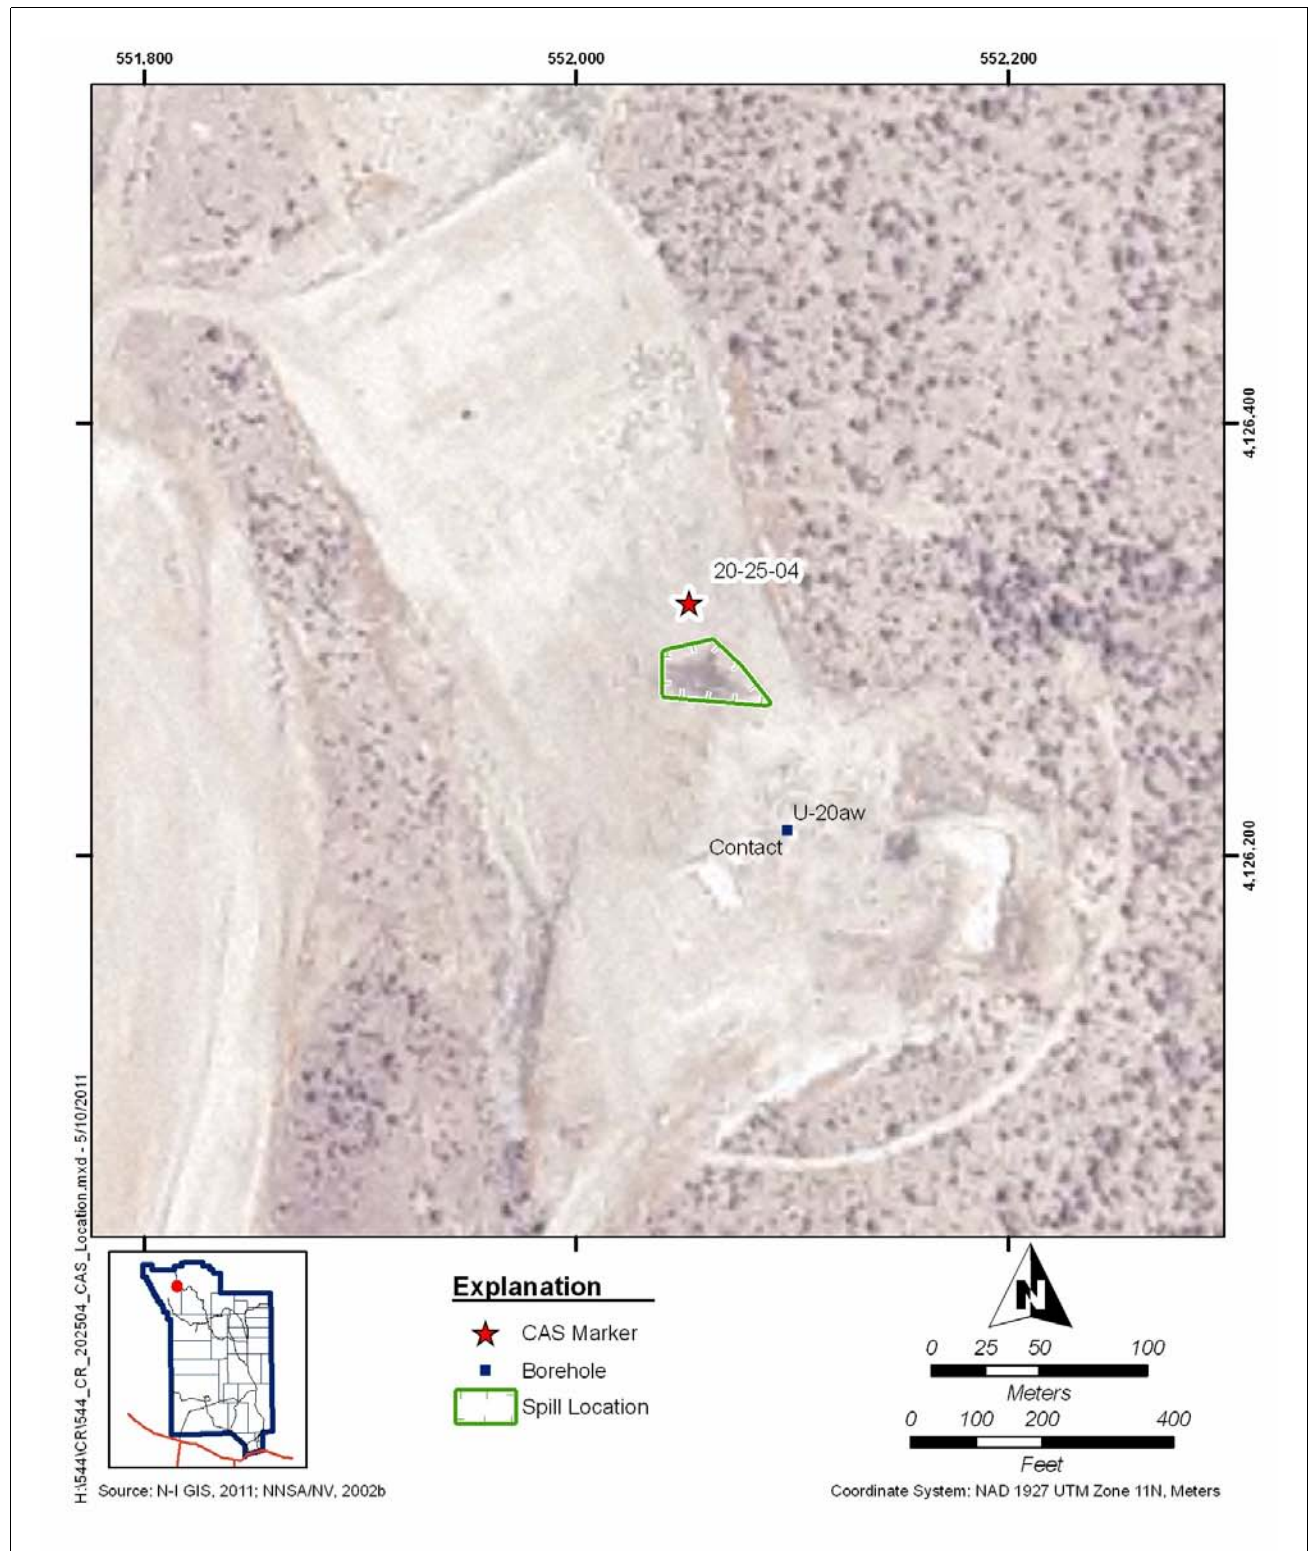 551,800 552,000 552,200
4,126,400
20-25-04
U-20aw
Contact
4,126,200
H:\544\CR\544_CR_202504_CAS_Location.mxd - 5/10/2011
Explanation
CAS Marker
Borehole
Spill Location
N
0 25 50 100
Meters
0 100 200 400
Feet
Source: N-I GIS, 2011; NNSA/NV, 2002b
Coordinate System: NAD 1927 UTM Zone 11N, Meters